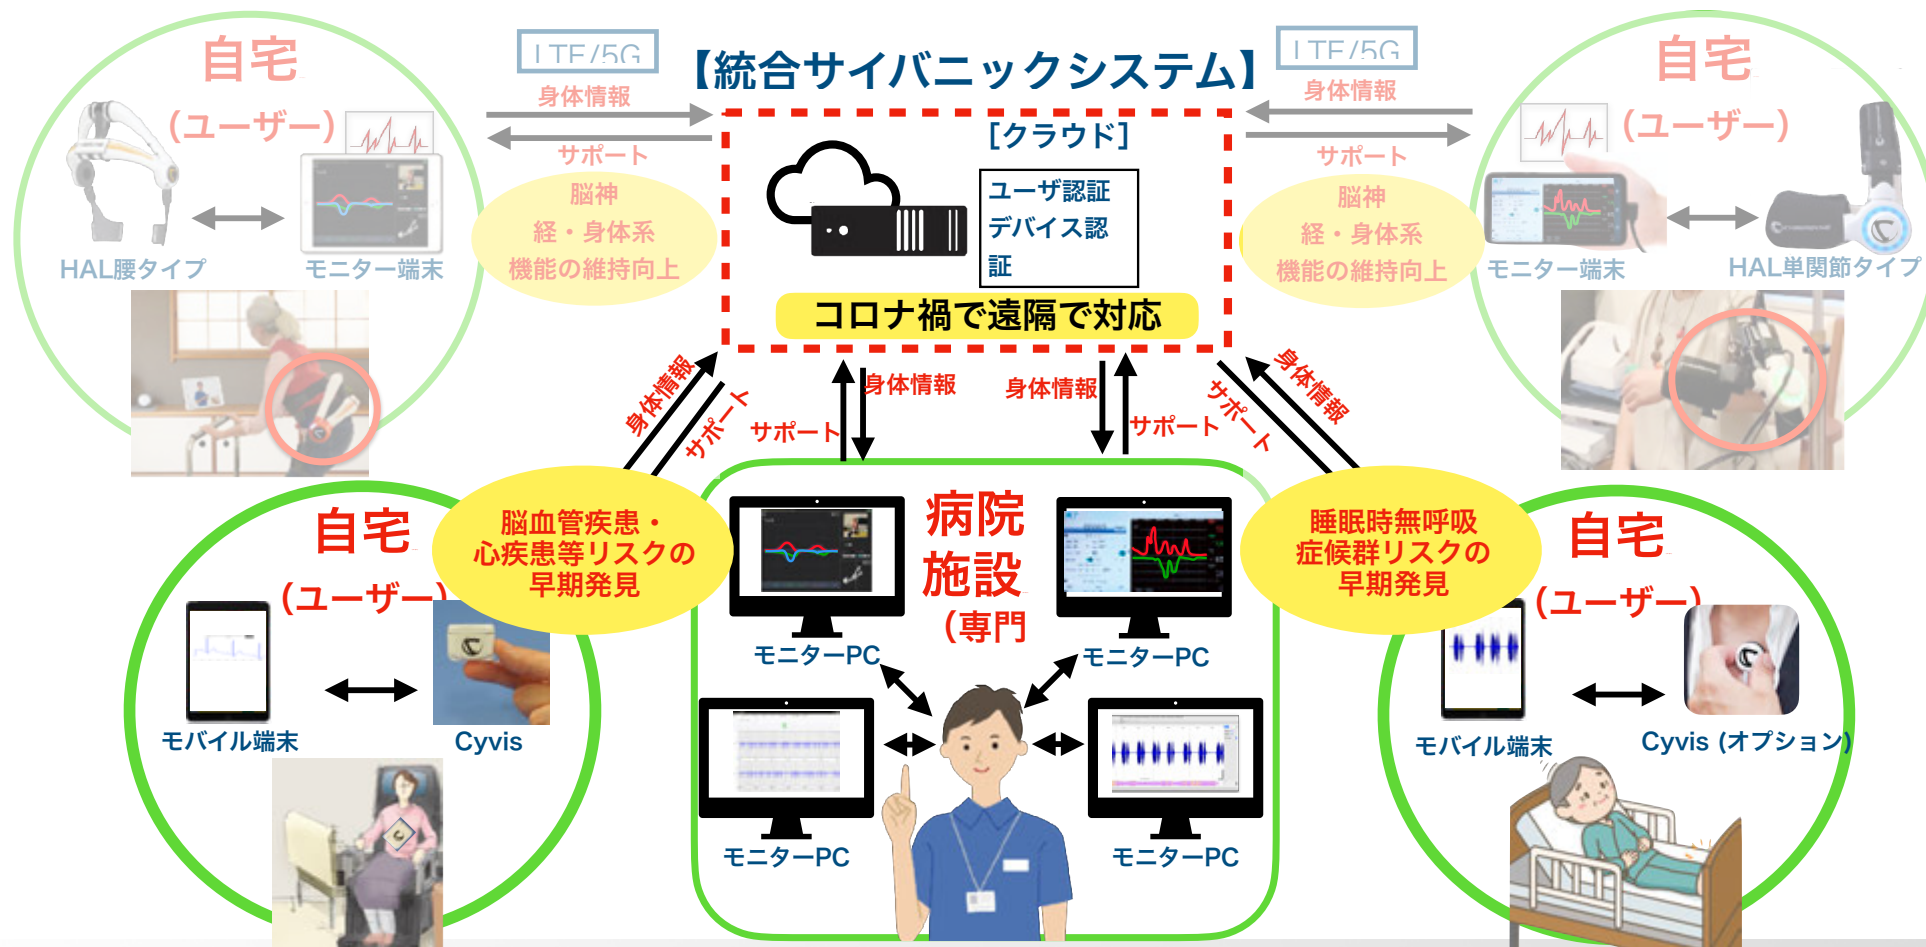 【統合サイバニックシステム】
自宅
(ユーザー)
HAL腰タイプ
モニター端末
LTE/5G
身体情報
サポート
脳神
経・身体系
機能の維持向上
[クラウド]
ユーザ認証
デバイス認
証
コロナ禍で遠隔で対応
LTE/5G
身体情報
サポート
脳神
経・身体系
機能の維持向上
自宅
(ユーザー)
モニター端末
HAL単関節タイプ
身体情報
サポート
サポート
身体情報
身体情報
サポート
サポート
身体情報
自宅
(ユーザー)
脳血管疾患・
心疾患等リスクの
早期発見
モバイル端末
Cyvis
病院
施設
(専門
モニターPC
モニターPC
モニターPC
モニターPC
睡眠時無呼吸
症候群リスクの
早期発見
自宅
(ユーザー)
モバイル端末
Cyvis (オプション)